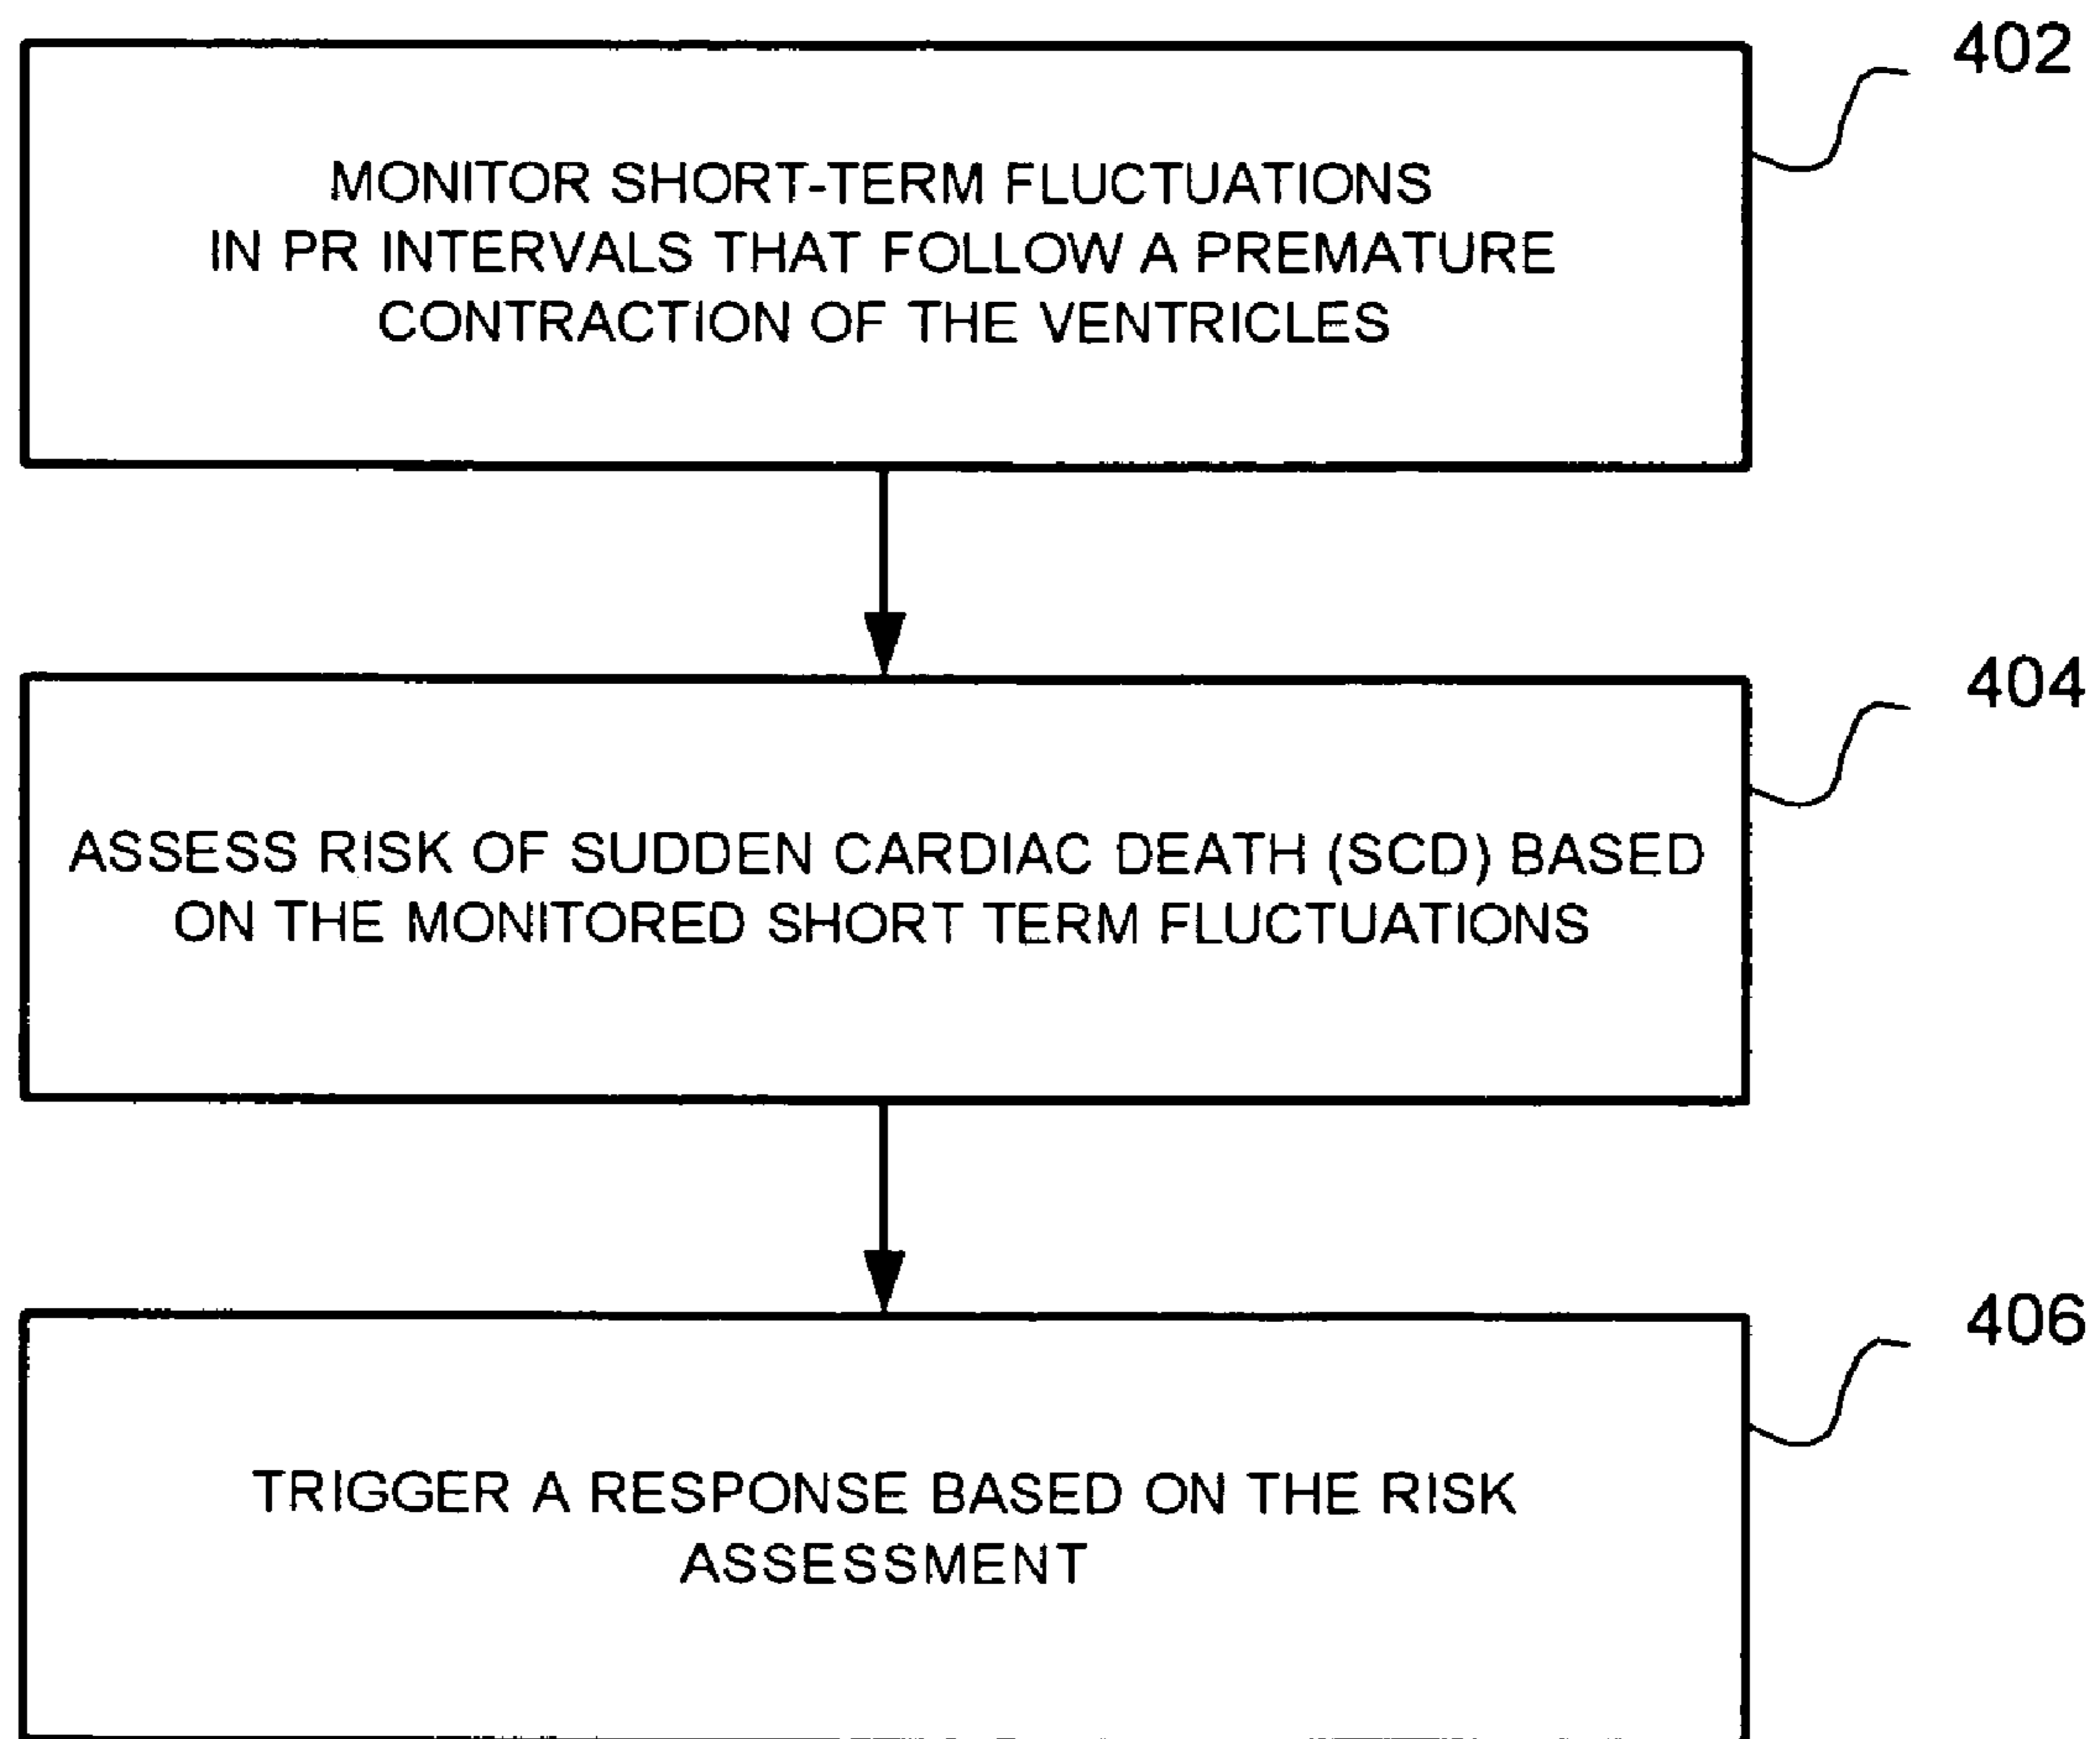 402
MONITOR SHORT-TERM FLUCTUATIONS
IN PR INTERVALS THAT FOLLOW A PREMATURE
CONTRACTION OF THE VENTRICLES
404
ASSESS RISK OF SUDDEN CARDIAC DEATH (SCD) BASED
ON THE MONITORED SHORT TERM FLUCTUATIONS
406
TRIGGER A RESPONSE BASED ON THE RISK
ASSESSMENT